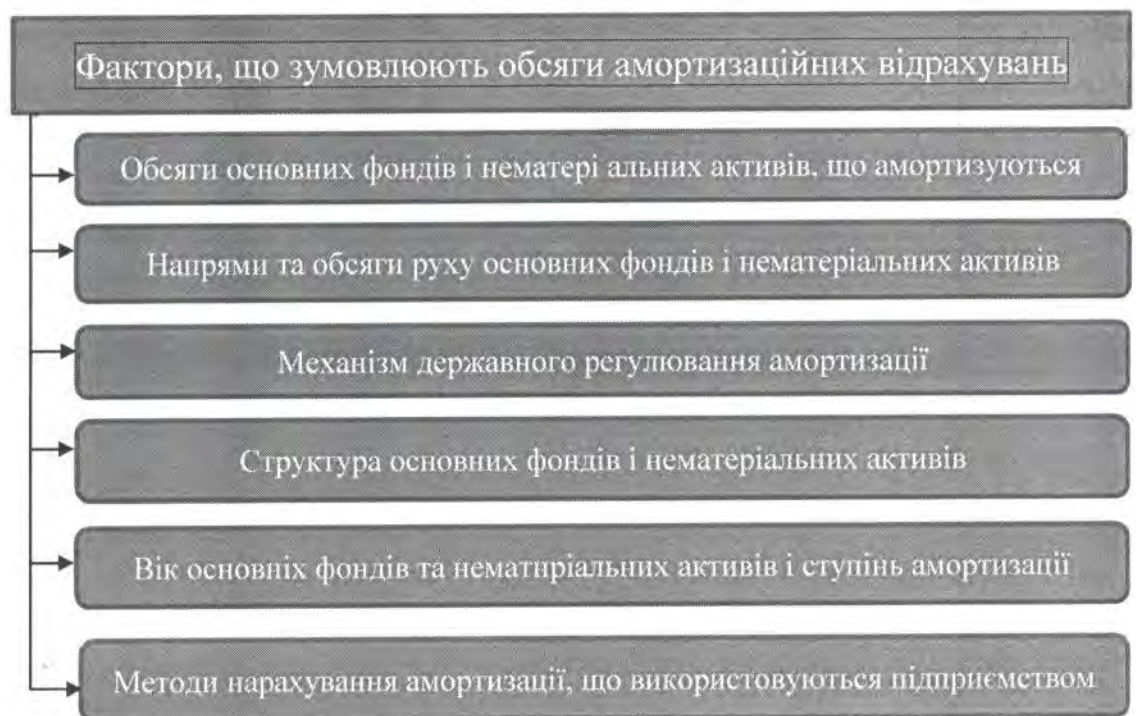 Фактори, що зумовлюють обсяги амортизаційних відрахувань
Обсяги основних фондів і нематері альних активів, що амортизуються
Напрями та обсяги руху основних фондів і нематеріальних активів
Механізм державного регулювання амортизації
Структура основних фондів і нематеріальних активів
Вік основніх фондів та нематнріальних активів і ступінь амортизації
Методи нарахування амортизації, що використовуються підприємством